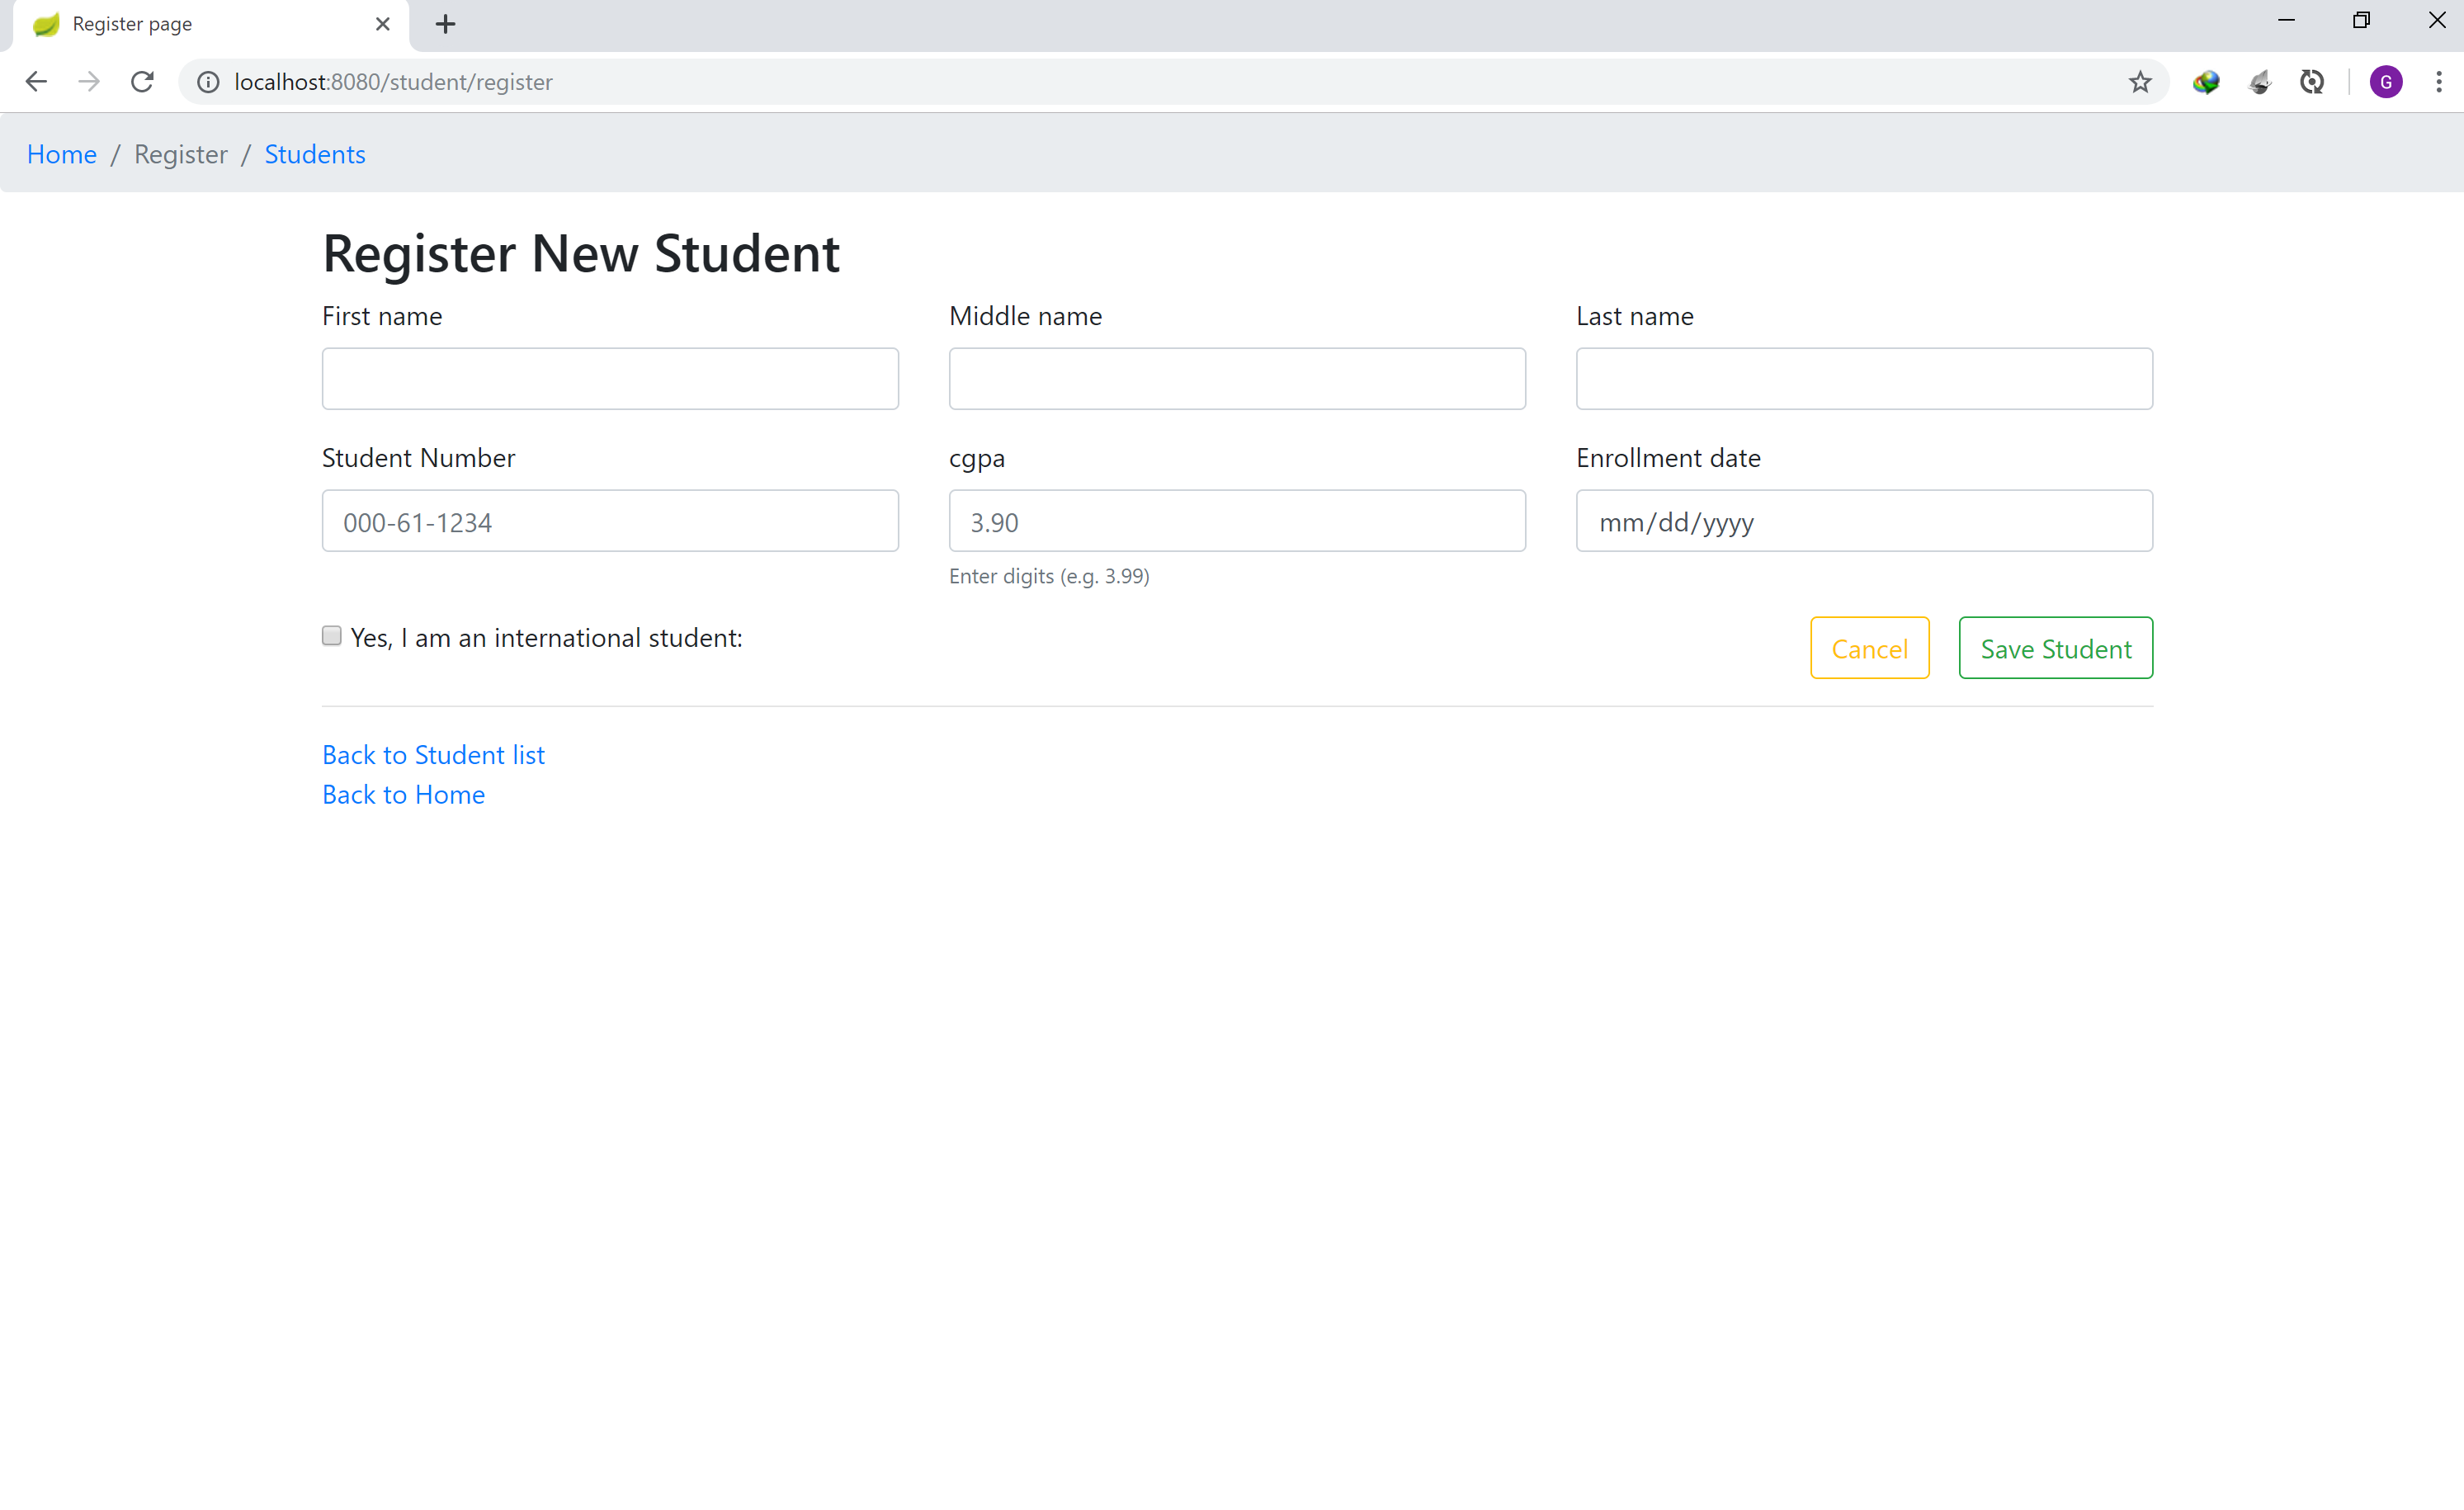 Register page
localhost:8080/student/register
G
Home / Register / Students
Register New Student
First name Middle name Last name
Student Number cgpa Enrollment date
000-61-1234 3.90 mm/dd/yyyy
Enter digits (e.g. 3.99)
Yes, I am an international student: Cancel Save Student
Back to Student list
Back to Home